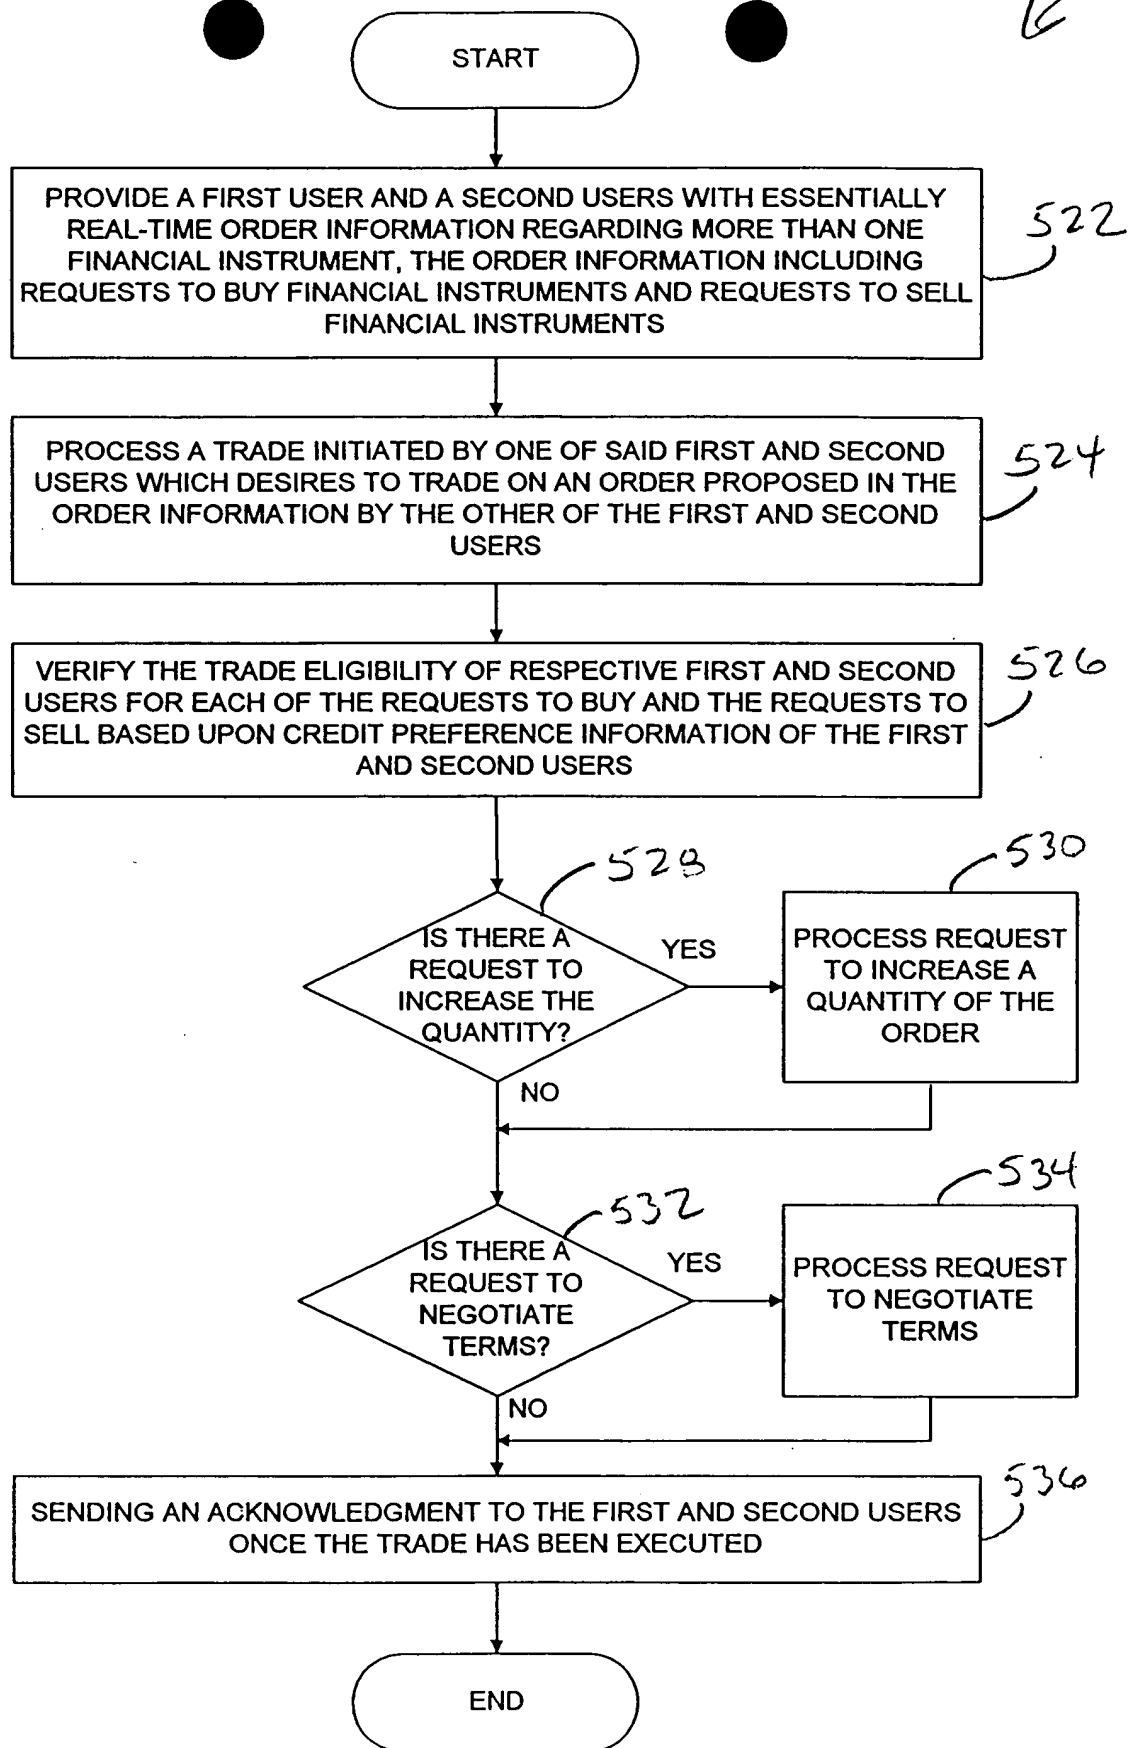 START
PROVIDE A FIRST USER AND A SECOND USERS WITH ESSENTIALLY
REAL-TIME ORDER INFORMATION REGARDING MORE THAN ONE
FINANCIAL INSTRUMENT, THE ORDER INFORMATION INCLUDING
REQUESTS TO BUY FINANCIAL INSTRUMENTS AND REQUESTS TO SELL
FINANCIAL INSTRUMENTS
522
PROCESS A TRADE INITIATED BY ONE OF SAID FIRST AND SECOND
USERS WHICH DESIRES TO TRADE ON AN ORDER PROPOSED IN THE
ORDER INFORMATION BY THE OTHER OF THE FIRST AND SECOND
USERS
524
VERIFY THE TRADE ELIGIBILITY OF RESPECTIVE FIRST AND SECOND
USERS FOR EACH OF THE REQUESTS TO BUY AND THE REQUESTS TO
SELL BASED UPON CREDIT PREFERENCE INFORMATION OF THE FIRST
AND SECOND USERS
526
528
IS THERE A
REQUEST TO
INCREASE THE
QUANTITY?
YES
530
PROCESS REQUEST
TO INCREASE A
QUANTITY OF THE
ORDER
NO
532
IS THERE A
REQUEST TO
NEGOTIATE
TERMS?
YES
534
PROCESS REQUEST
TO NEGOTIATE
TERMS
NO
SENDING AN ACKNOWLEDGMENT TO THE FIRST AND SECOND USERS
ONCE THE TRADE HAS BEEN EXECUTED
536
END